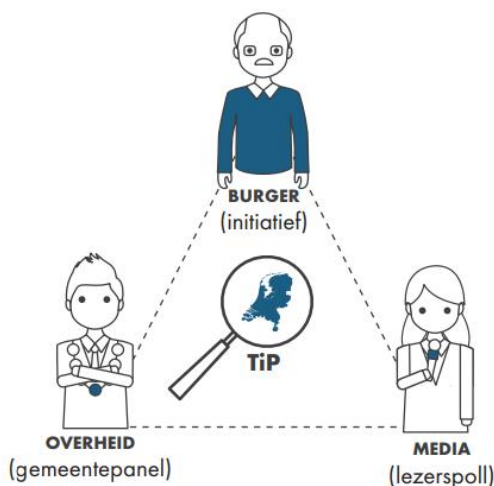 BURGER
(initiatief)
TiP
OVERHEID
(gemeentepanel)
MEDIA
(lezerspoll)